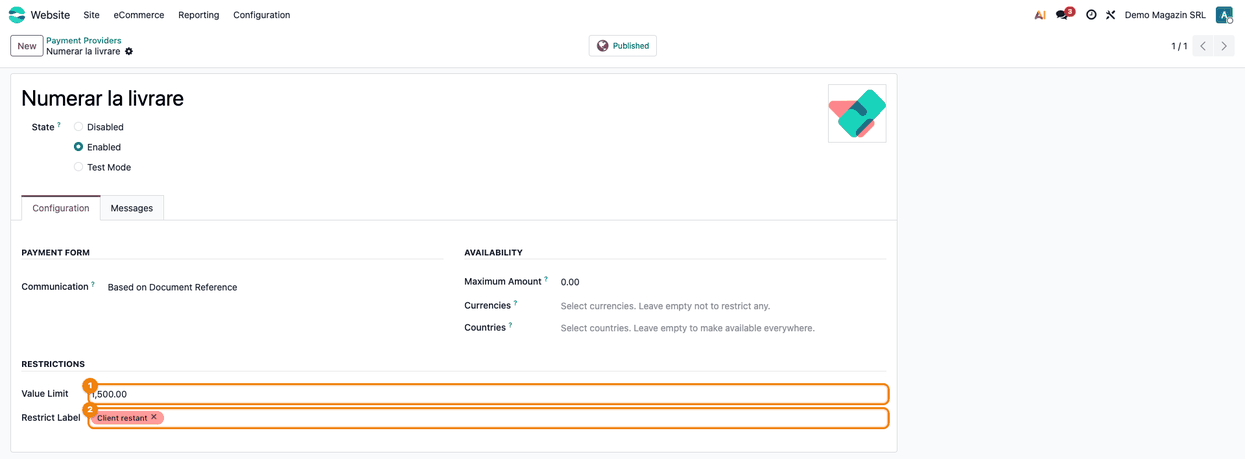 Website Site eCommerce Reporting Configuration AI 3 Demo Magazin SRL A
New Payment Providers Published 1 / 1
Numerar la livrare
Numerar la livrare
State ? Disabled
Enabled
Test Mode
Configuration Messages
PAYMENT FORM
Communication ? Based on Document Reference
AVAILABILITY
Maximum Amount ? 0.00
Currencies ? Select currencies. Leave empty not to restrict any.
Countries ? Select countries. Leave empty to make available everywhere.
RESTRICTIONS
1
Value Limit 1,500.00
2
Restrict Label Client restant ×